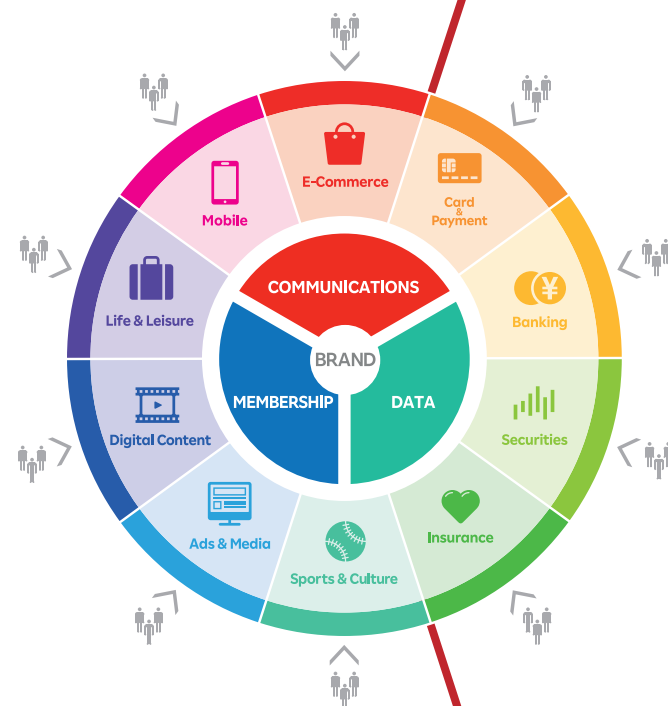 E-Commerce
Card
&
Payment
Mobile
¥
Banking
Life & Leisure
COMMUNICATIONS
BRAND
MEMBERSHIP
DATA
Digital Content
Securities
Ads & Media
Insurance
Sports & Culture